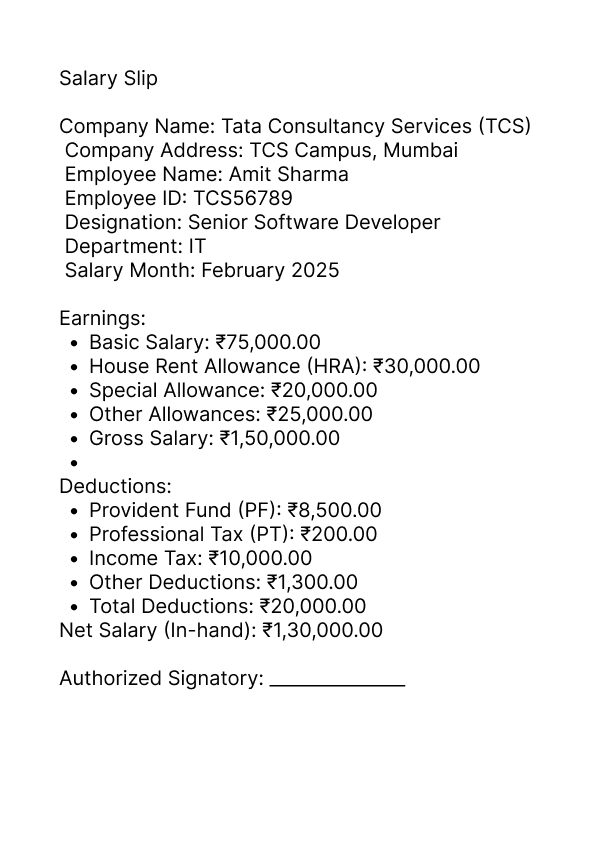 Salary Slip
Company Name: Tata Consultancy Services (TCS)
Company Address: TCS Campus, Mumbai
Employee Name: Amit Sharma
Employee ID: TCS56789
Designation: Senior Software Developer
Department: IT
Salary Month: February 2025
Earnings:
• Basic Salary: ₹75,000.00
• House Rent Allowance (HRA): ₹30,000.00
• Special Allowance: ₹20,000.00
• Other Allowances: ₹25,000.00
• Gross Salary: ₹1,50,000.00
•
Deductions:
• Provident Fund (PF): ₹8,500.00
• Professional Tax (PT): ₹200.00
• Income Tax: ₹10,000.00
• Other Deductions: ₹1,300.00
• Total Deductions: ₹20,000.00
Net Salary (In-hand): ₹1,30,000.00
Authorized Signatory: ______________